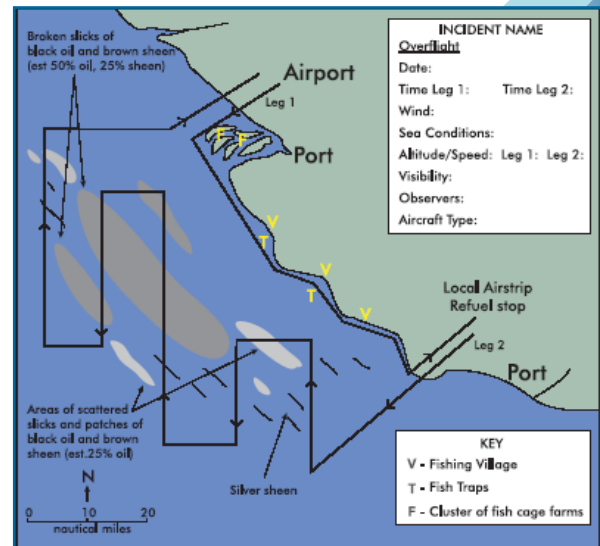 Broken slicks of
black oil and brown sheen
(est 50% oil, 25% sheen)
Airport
Leg 1
F
F
Port
V
T
V
T
V
INCIDENT NAME
Overflight
Date:
Time Leg 1: Time Leg 2:
Wind:
Sea Conditions:
Altitude/Speed: Leg 1: Leg 2:
Visibility:
Observers:
Aircraft Type:
Local Airstrip
Refuel stop
Leg 2
Port
Areas of scattered
slicks and patches of
black oil and brown
sheen (est.25% oil)
Silver sheen
N
0 10 20
nautical miles
KEY
V - Fishing Village
T - Fish Traps
F - Cluster of fish cage farms